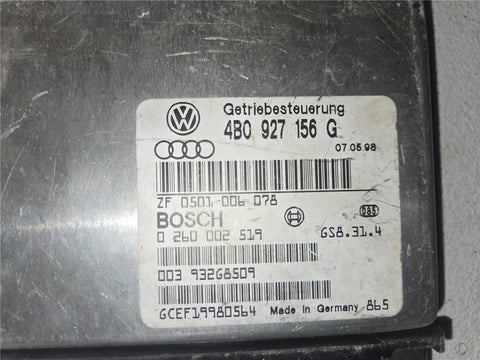 Getriebesteuerung
4B0 927 156 G
07.05.98
ZF 0501-006 078
085
BOSCH
0 260 002 519
GS8.31.4
003 93268509
GCEF19980564 Made in Germany 865